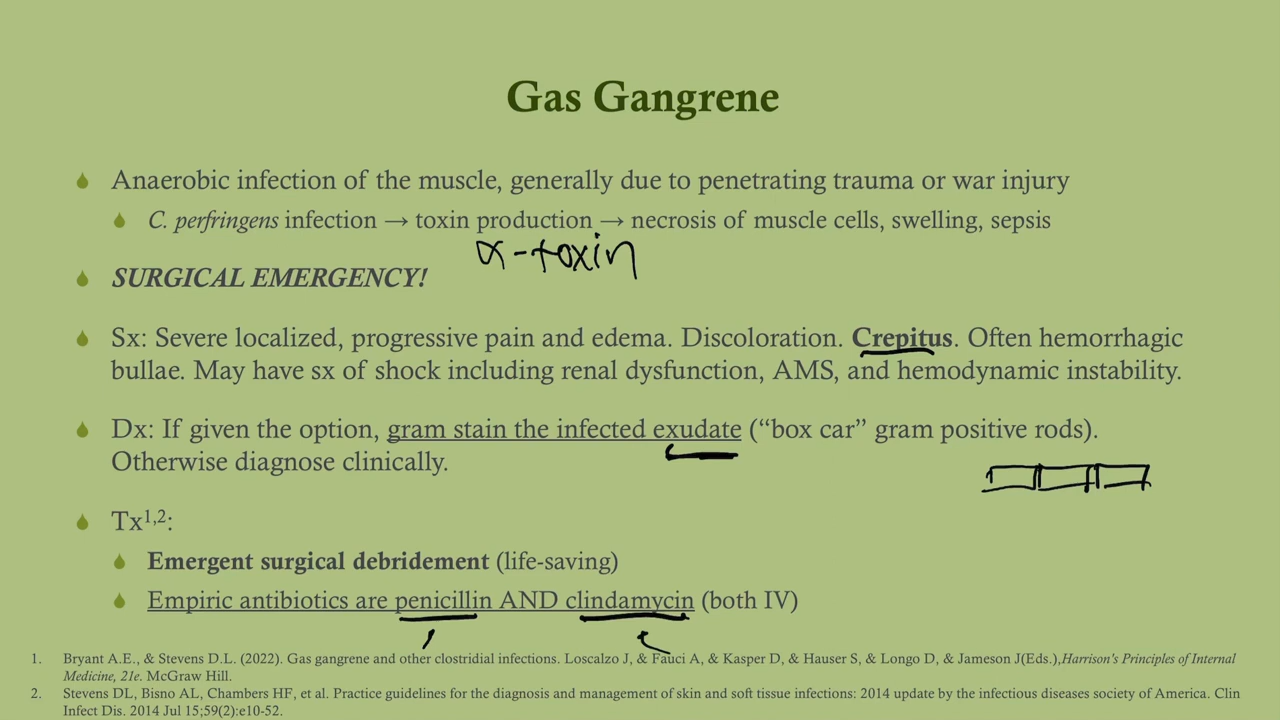 Gas Gangrene
Anaerobic infection of the muscle, generally due to penetrating trauma or war injury
C. perfringens infection → toxin production → necrosis of muscle cells, swelling, sepsis
α-toxin
SURGICAL EMERGENCY!
Sx: Severe localized, progressive pain and edema. Discoloration. Crepitus. Often hemorrhagic
bullae. May have sx of shock including renal dysfunction, AMS, and hemodynamic instability.
Dx: If given the option, gram stain the infected exudate (“box car” gram positive rods).
Otherwise diagnose clinically.
Tx1,2:
Emergent surgical debridement (life-saving)
Empiric antibiotics are penicillin AND clindamycin (both IV)
1. Bryant A.E., & Stevens D.L. (2022). Gas gangrene and other clostridial infections. Loscalzo J, & Fauci A, & Kasper D, & Hauser S, & Longo D, & Jameson J(Eds.),Harrison's Principles of Internal
Medicine, 21e. McGraw Hill.
2. Stevens DL, Bisno AL, Chambers HF, et al. Practice guidelines for the diagnosis and management of skin and soft tissue infections: 2014 update by the infectious diseases society of America. Clin
Infect Dis. 2014 Jul 15;59(2):e10-52.